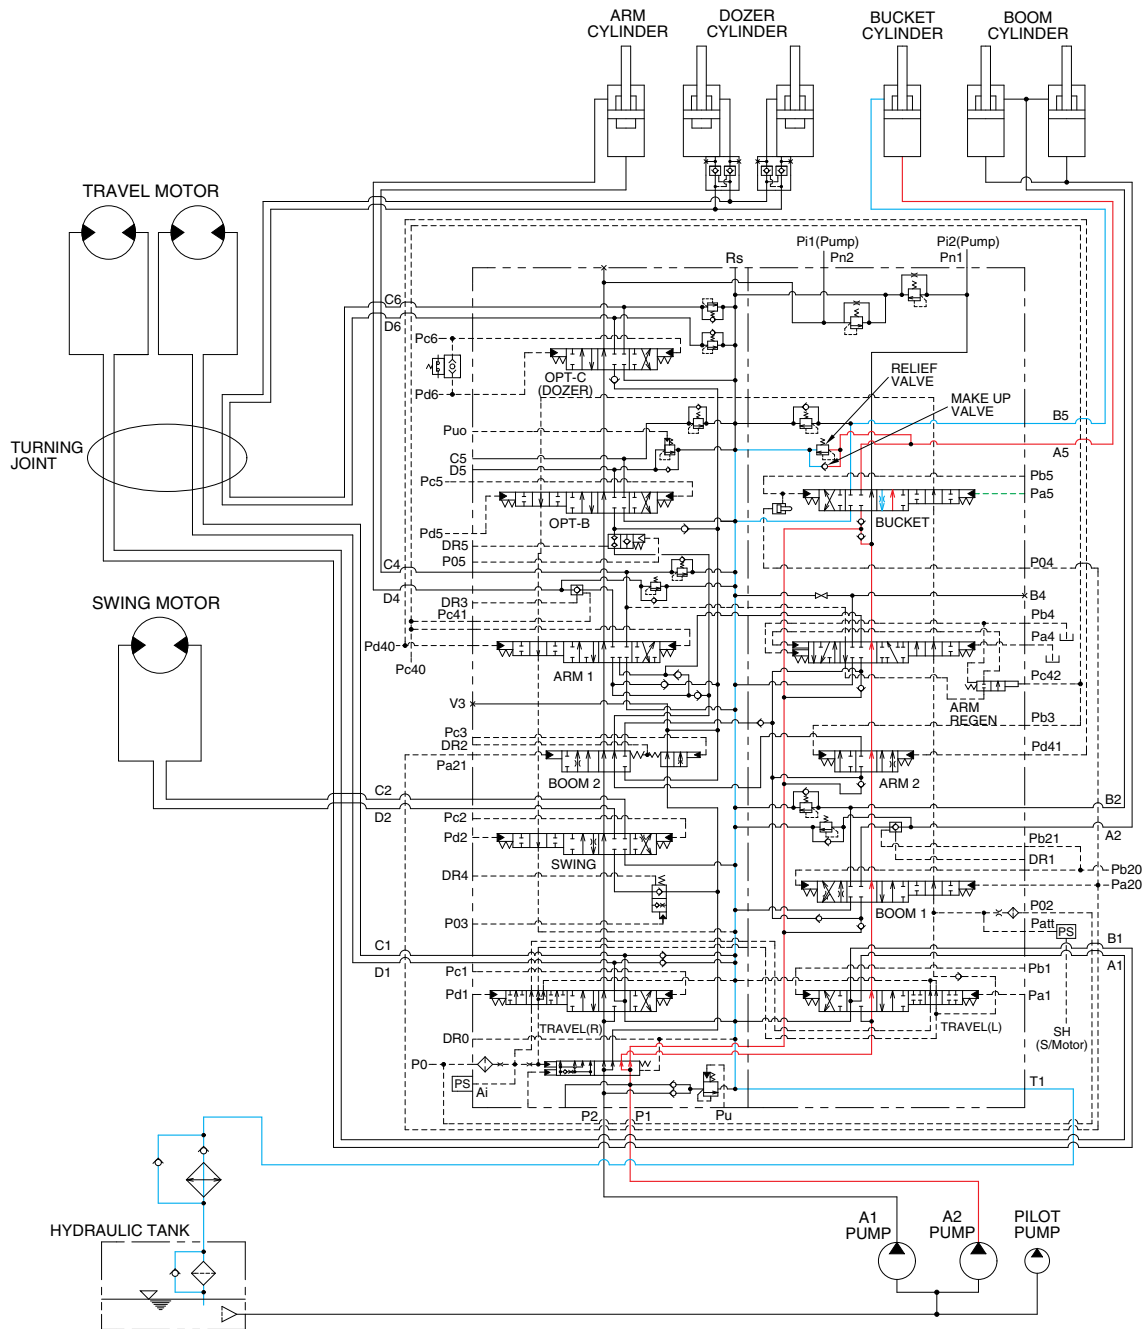 ARM
CYLINDER
DOZER
CYLINDER
BUCKET
CYLINDER
BOOM
CYLINDER
TRAVEL MOTOR
TURNING
JOINT
SWING MOTOR
Rs
Pi1(Pump)
Pn2
Pi2(Pump)
Pn1
C6
D6
Pc6
Pd6
OPT-C
(DOZER)
RELIEF
VALVE
MAKE UP
VALVE
Puo
C5
D5
Pc5
Pd5
OPT-B
DR5
P05
B5
A5
Pb5
Pa5
BUCKET
P04
C4
D4
DR3
Pc41
Pd40
Pc40
ARM 1
B4
Pb4
Pa4
Pc42
ARM
REGEN
V3
Pc3
DR2
Pa21
BOOM 2
Pb3
Pd41
ARM 2
C2
D2
Pc2
Pd2
SWING
DR4
P03
B2
A2
Pb21
DR1
Pb20
Pa20
BOOM 1
P02
Patt
PS
C1
D1
Pc1
Pd1
TRAVEL(R)
B1
A1
Pb1
Pa1
TRAVEL(L)
SH
(S/Motor)
DR0
P0
PS
Ai
P2
P1
Pu
T1
HYDRAULIC TANK
A1
PUMP
A2
PUMP
PILOT
PUMP